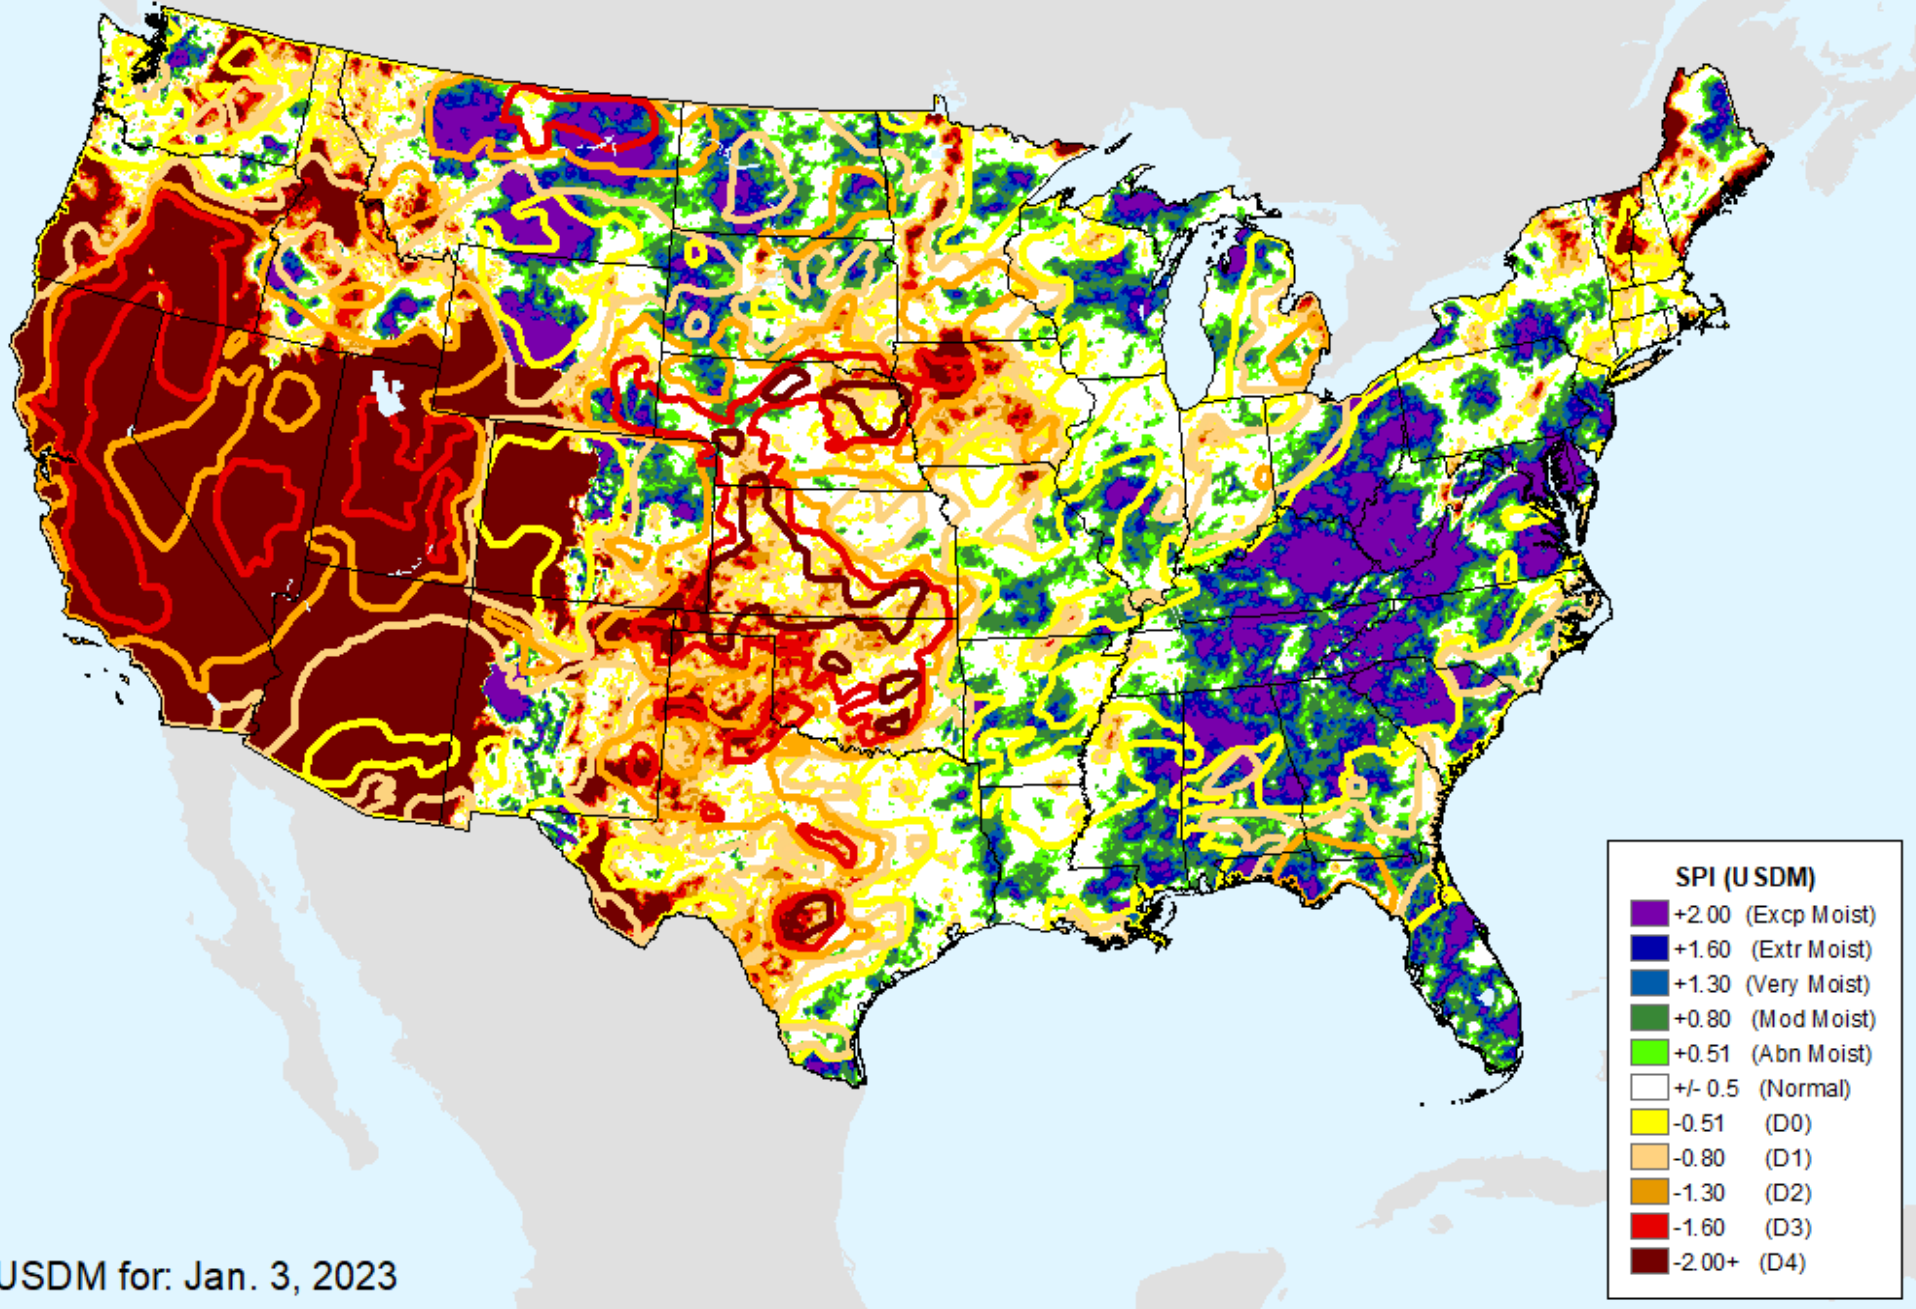 SPI (USDM)
+2.00 (Excp Moist)
+1.60 (Extr Moist)
+1.30 (Very Moist)
+0.80 (Mod Moist)
+0.51 (Abn Moist)
+/- 0.5 (Normal)
-0.51 (D0)
-0.80 (D1)
-1.30 (D2)
-1.60 (D3)
-2.00+ (D4)
USDM for: Jan. 3, 2023